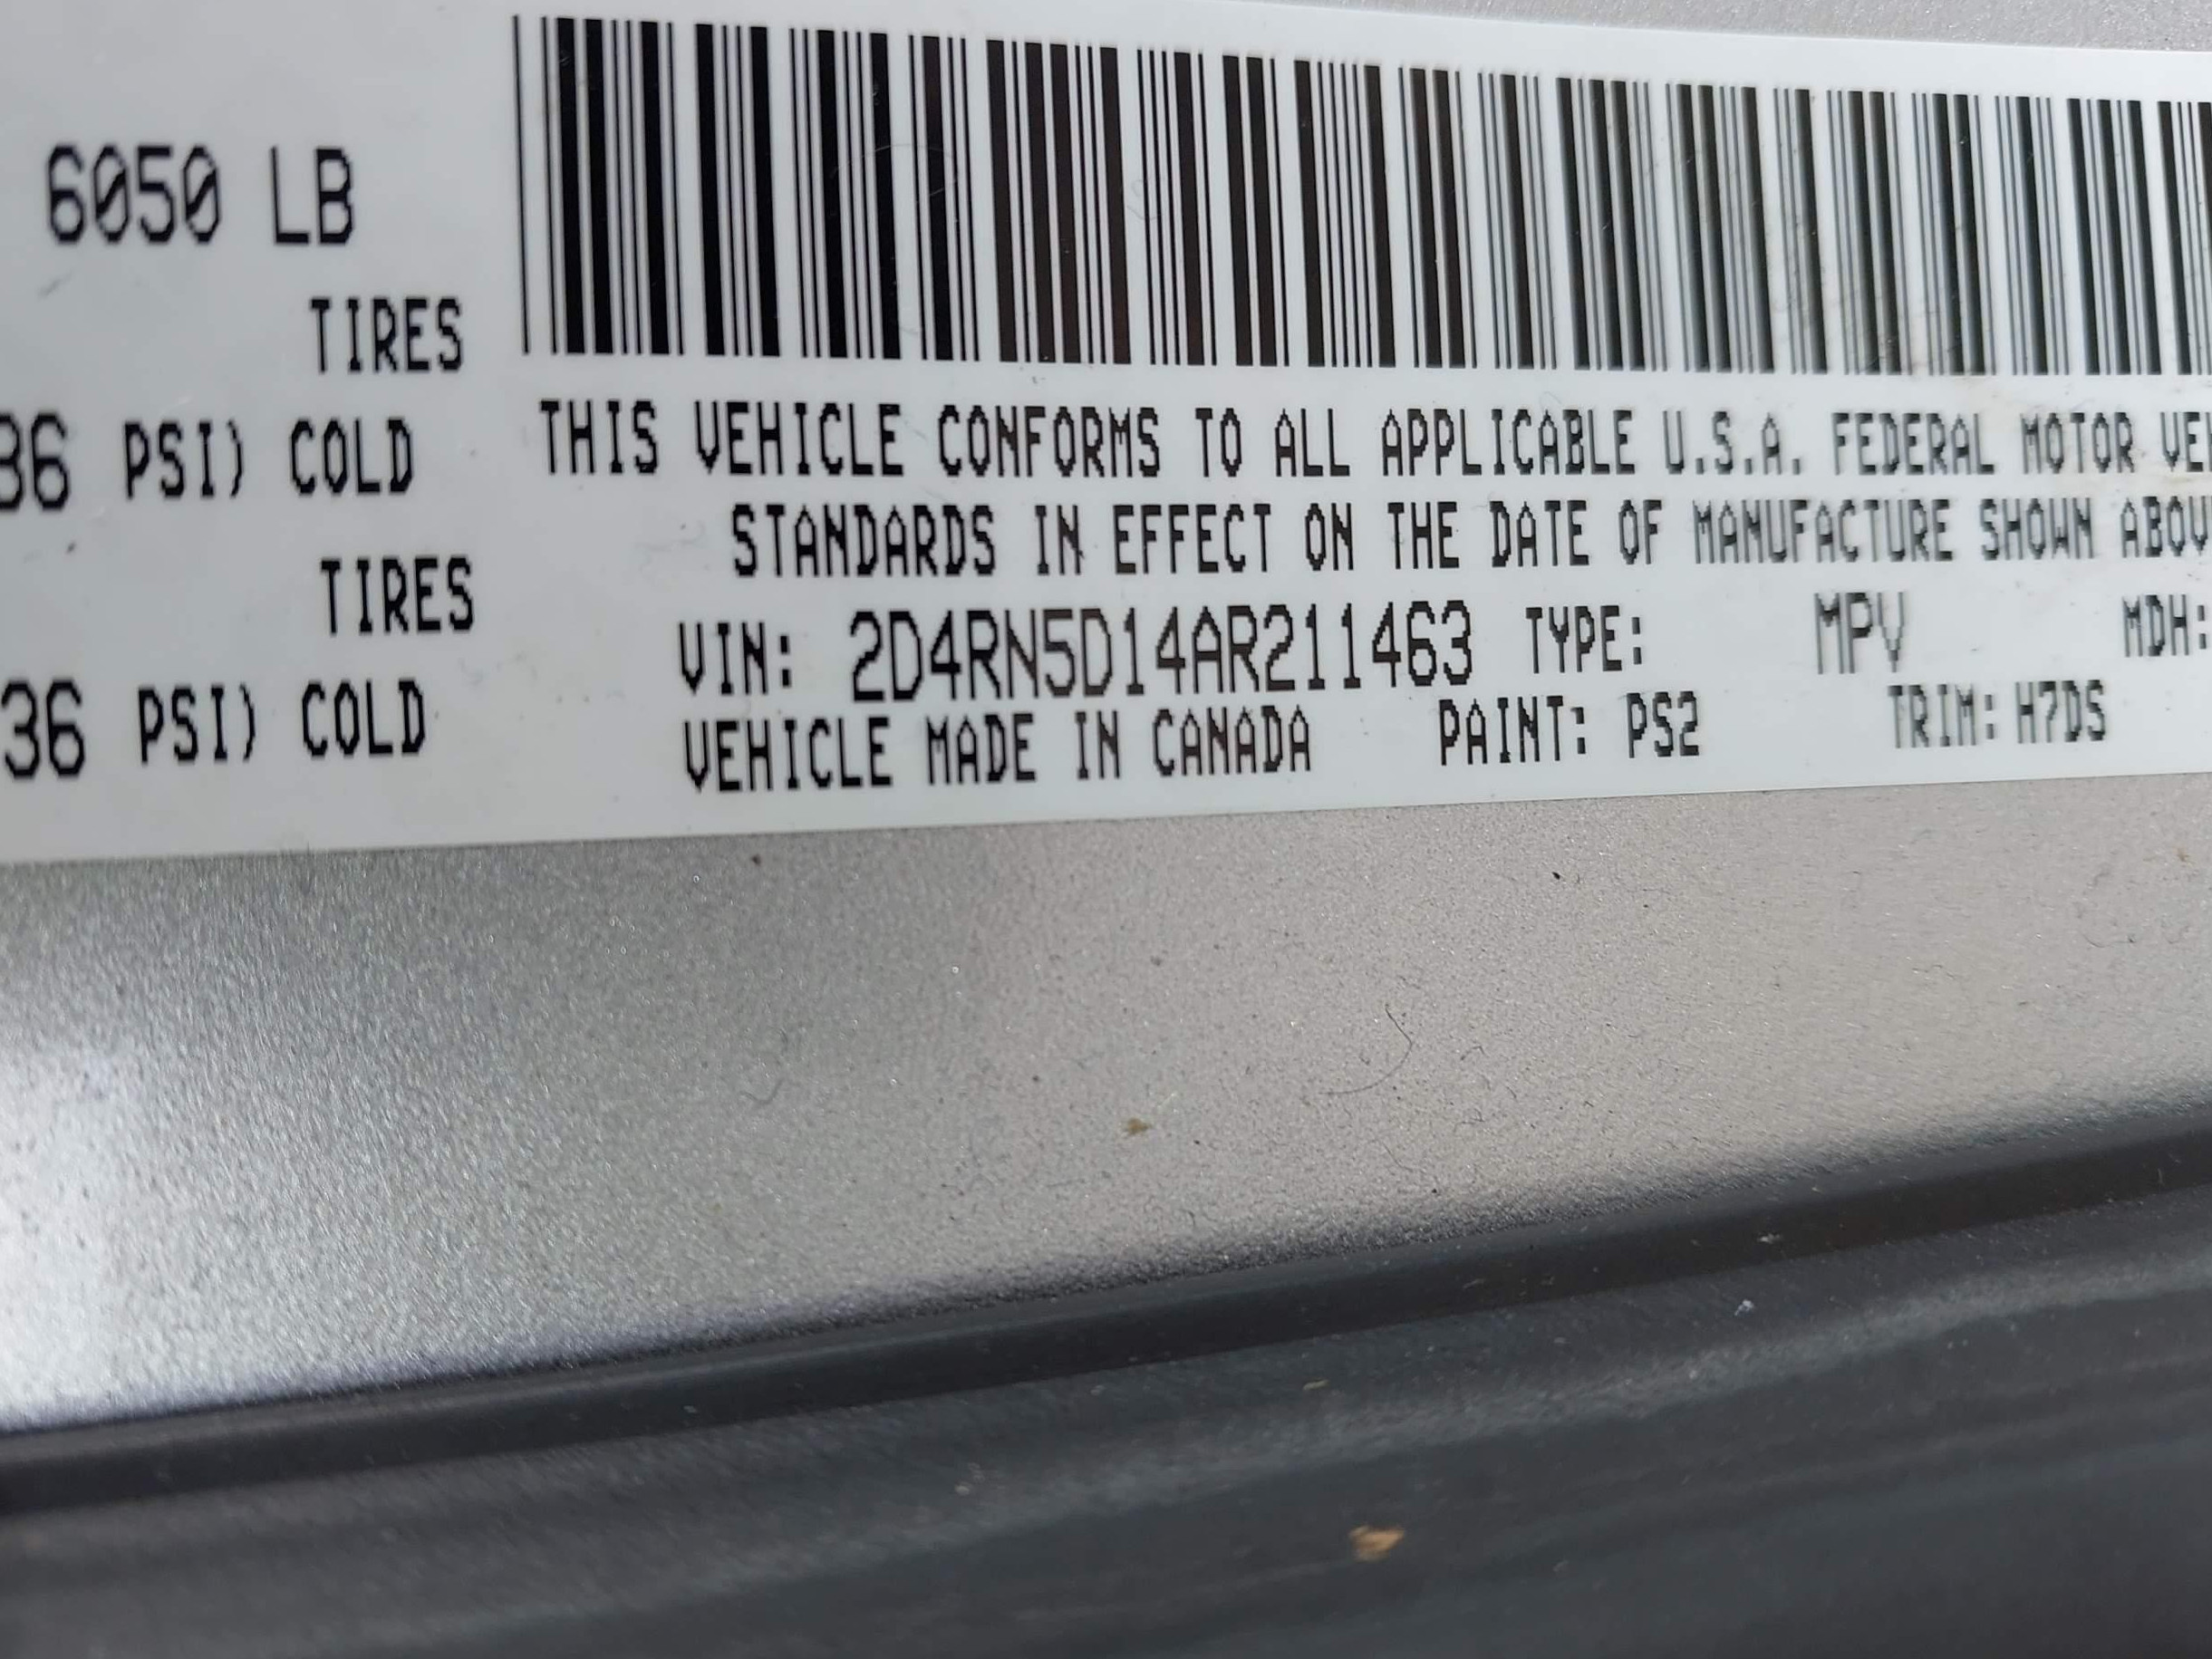 6050 LB
TIRES
36 PSI) COLD
TIRES
36 PSI) COLD
THIS VEHICLE CONFORMS TO ALL APPLICABLE U.S.A. FEDERAL MOTOR VEH
STANDARDS IN EFFECT ON THE DATE OF MANUFACTURE SHOWN ABOV
VIN: 2D4RN5D14AR211463 TYPE: MPV MDH:
VEHICLE MADE IN CANADA PAINT: PS2 TRIM: H7DS